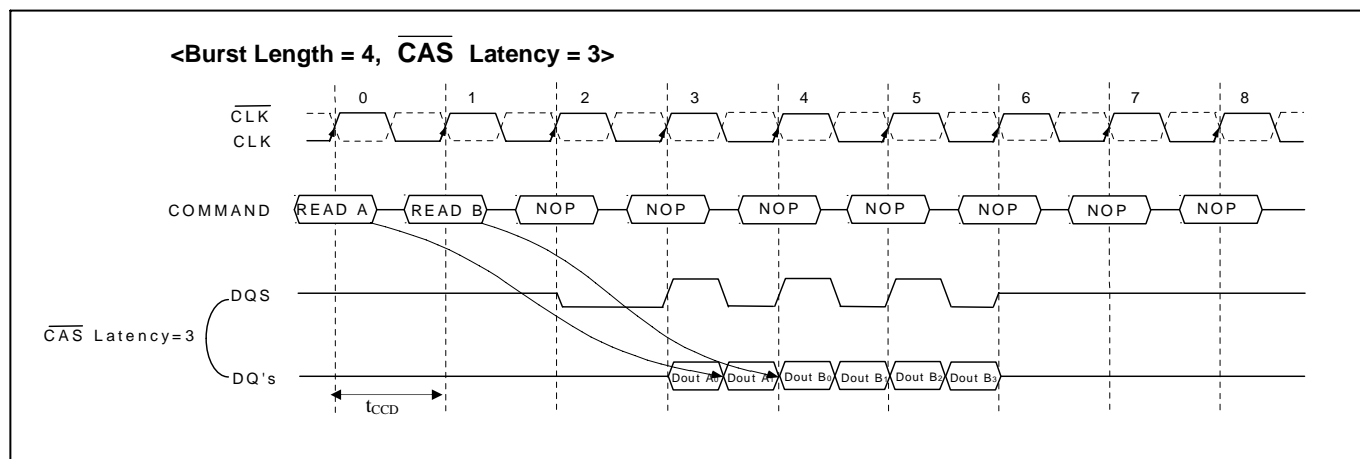 <Burst Length = 4, CAS Latency = 3>
0 1 2 3 4 5 6 7 8
CLK
CLK
COMMAND READ A READ B NOP NOP NOP NOP NOP NOP NOP
DQS
CAS Latency=3
DQ's Dout A0 Dout A1 Dout B0 Dout B1 Dout B2 Dout B3
tCCD